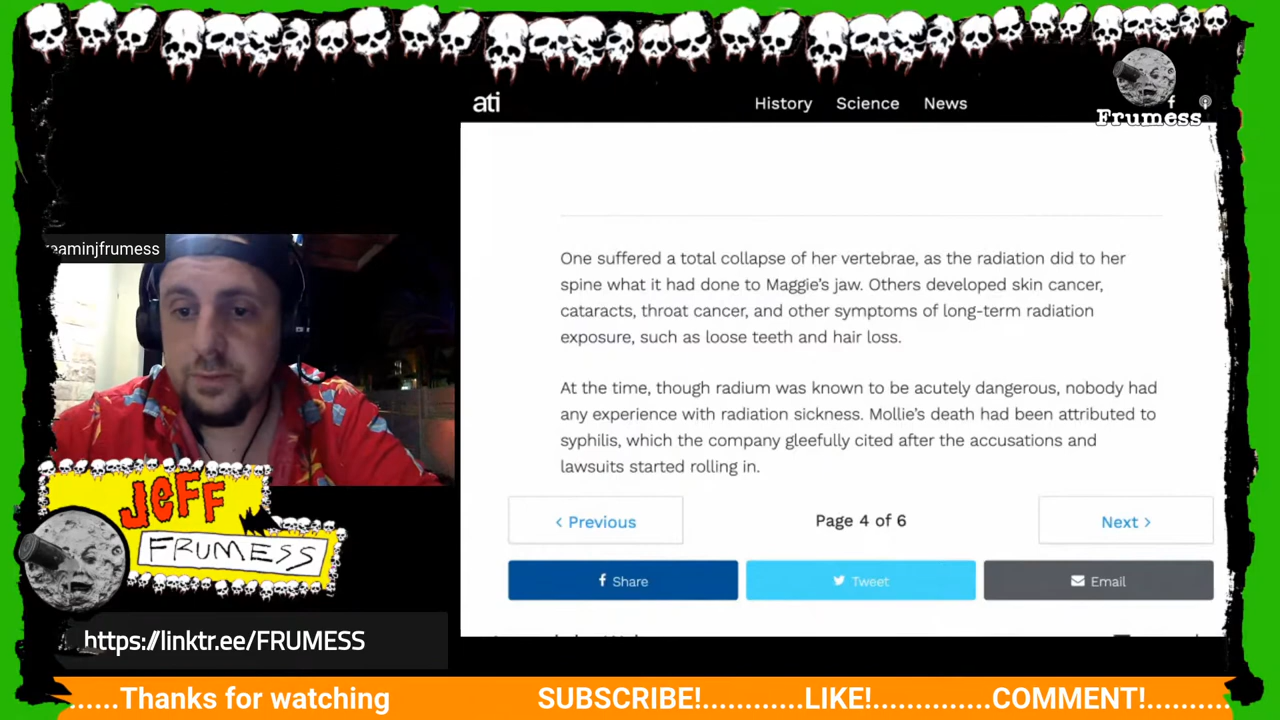 ati
History Science News
Frumess
reaminjfrumess
One suffered a total collapse of her vertebrae, as the radiation did to her
spine what it had done to Maggie's jaw. Others developed skin cancer,
cataracts, throat cancer, and other symptoms of long-term radiation
exposure, such as loose teeth and hair loss.
At the time, though radium was known to be acutely dangerous, nobody had
any experience with radiation sickness. Mollie's death had been attributed to
syphilis, which the company gleefully cited after the accusations and
lawsuits started rolling in.
‹ Previous
Page 4 of 6
Next ›
Share
Tweet
Email
JEFF
FRUMESS
https://linktr.ee/FRUMESS
......Thanks for watching SUBSCRIBE!............LIKE!..............COMMENT!..........